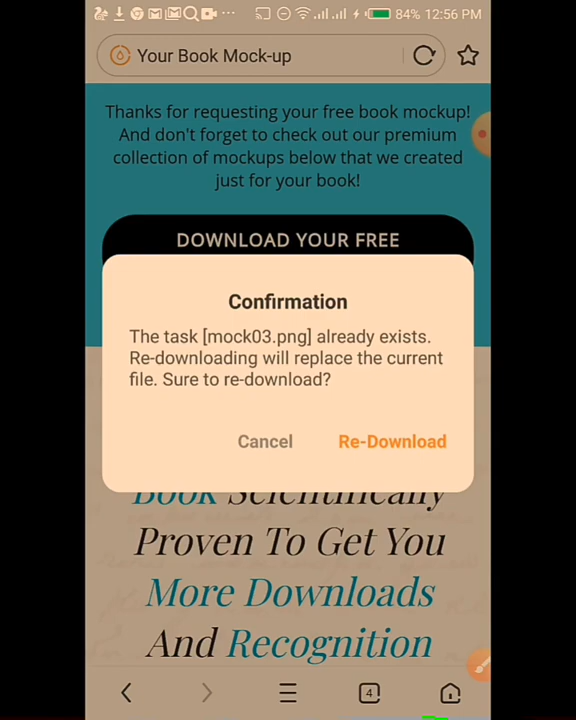 84% 12:56 PM
Your Book Mock-up
Thanks for requesting your free book mockup!
And don't forget to check out our premium
collection of mockups below that we created
just for your book!
DOWNLOAD YOUR FREE
Confirmation
The task [mock03.png] already exists.
Re-downloading will replace the current
file. Sure to re-download?
Cancel Re-Download
Book Scientifically
Proven To Get You
More Downloads
And Recognition
4